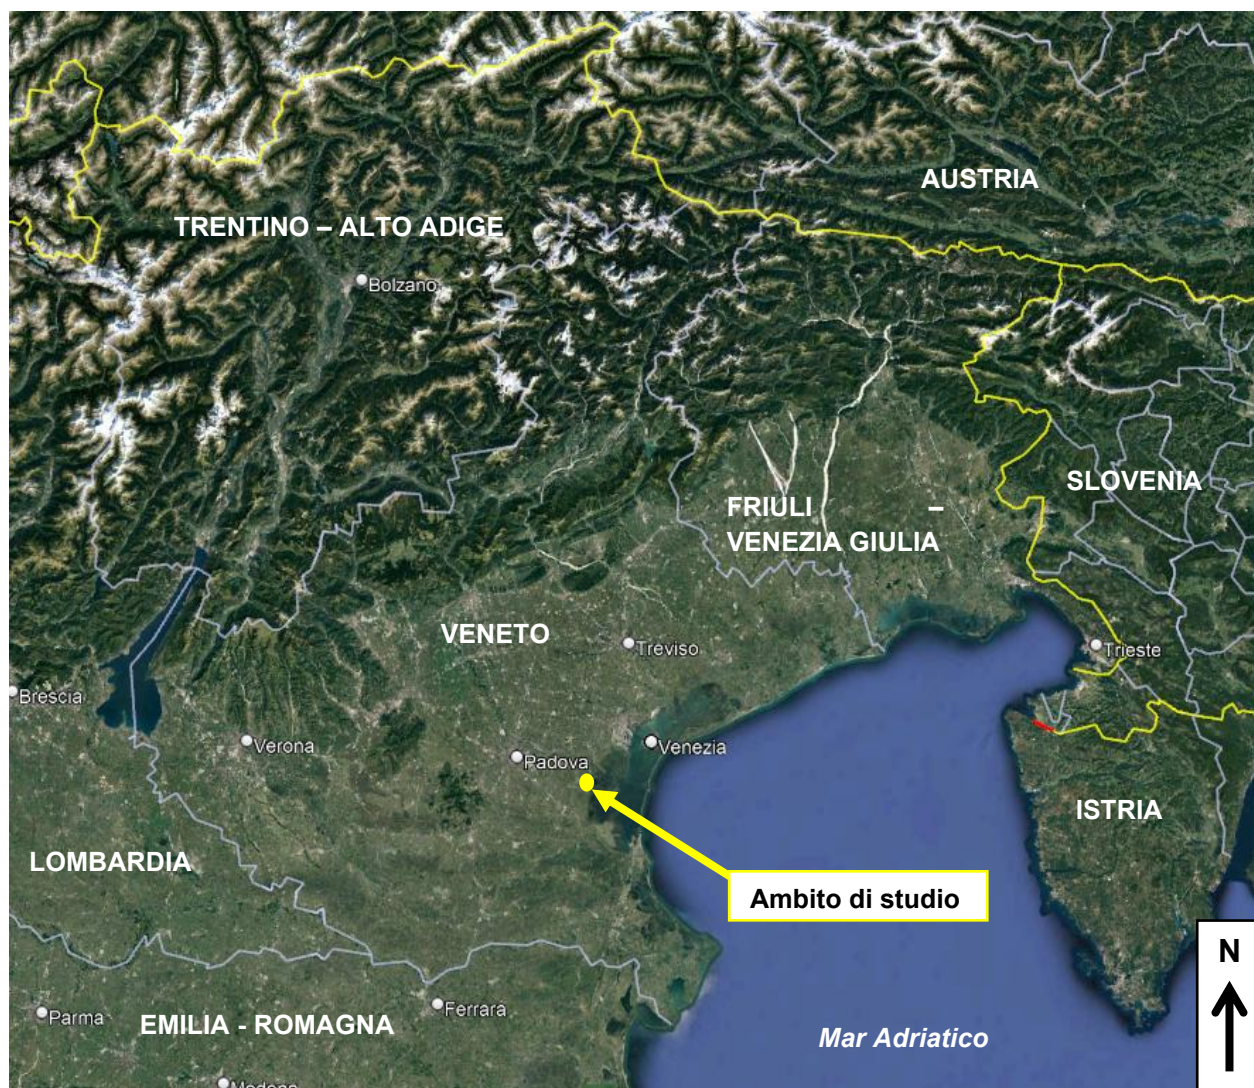 AUSTRIA
TRENTINO – ALTO ADIGE
Bolzano
SLOVENIA
FRIULI –
VENEZIA GIULIA
VENETO
Treviso
Trieste
Brescia
Verona
Padova
Venezia
ISTRIA
LOMBARDIA
Ambito di studio
N
Ferrara
Parma
EMILIA - ROMAGNA
Mar Adriatico
Modena